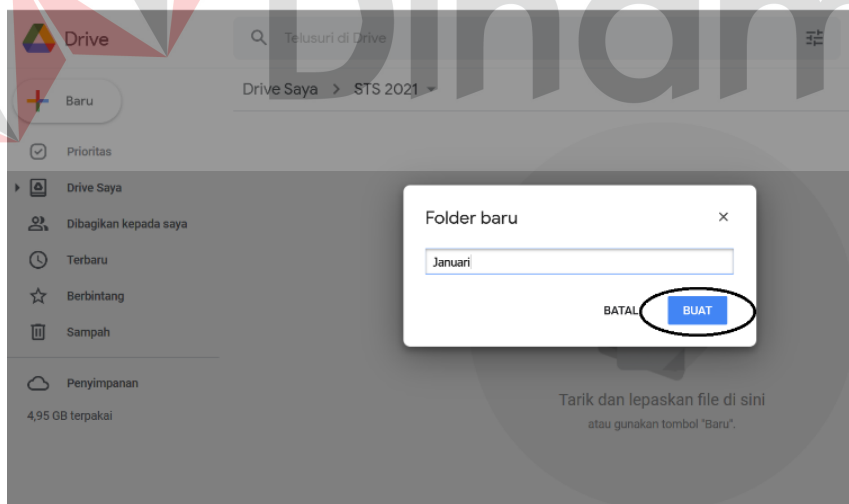 Dinam
Drive
Telusuri di Drive
Baru
Drive Saya > STS 2021
Prioritas
Drive Saya
Dibagikan kepada saya
Terbaru
Berbintang
Sampah
Penyimpanan
4,95 GB terpakai
Folder baru
Januari
BATAL
BUAT
Tarik dan lepaskan file di sini
atau gunakan tombol "Baru".